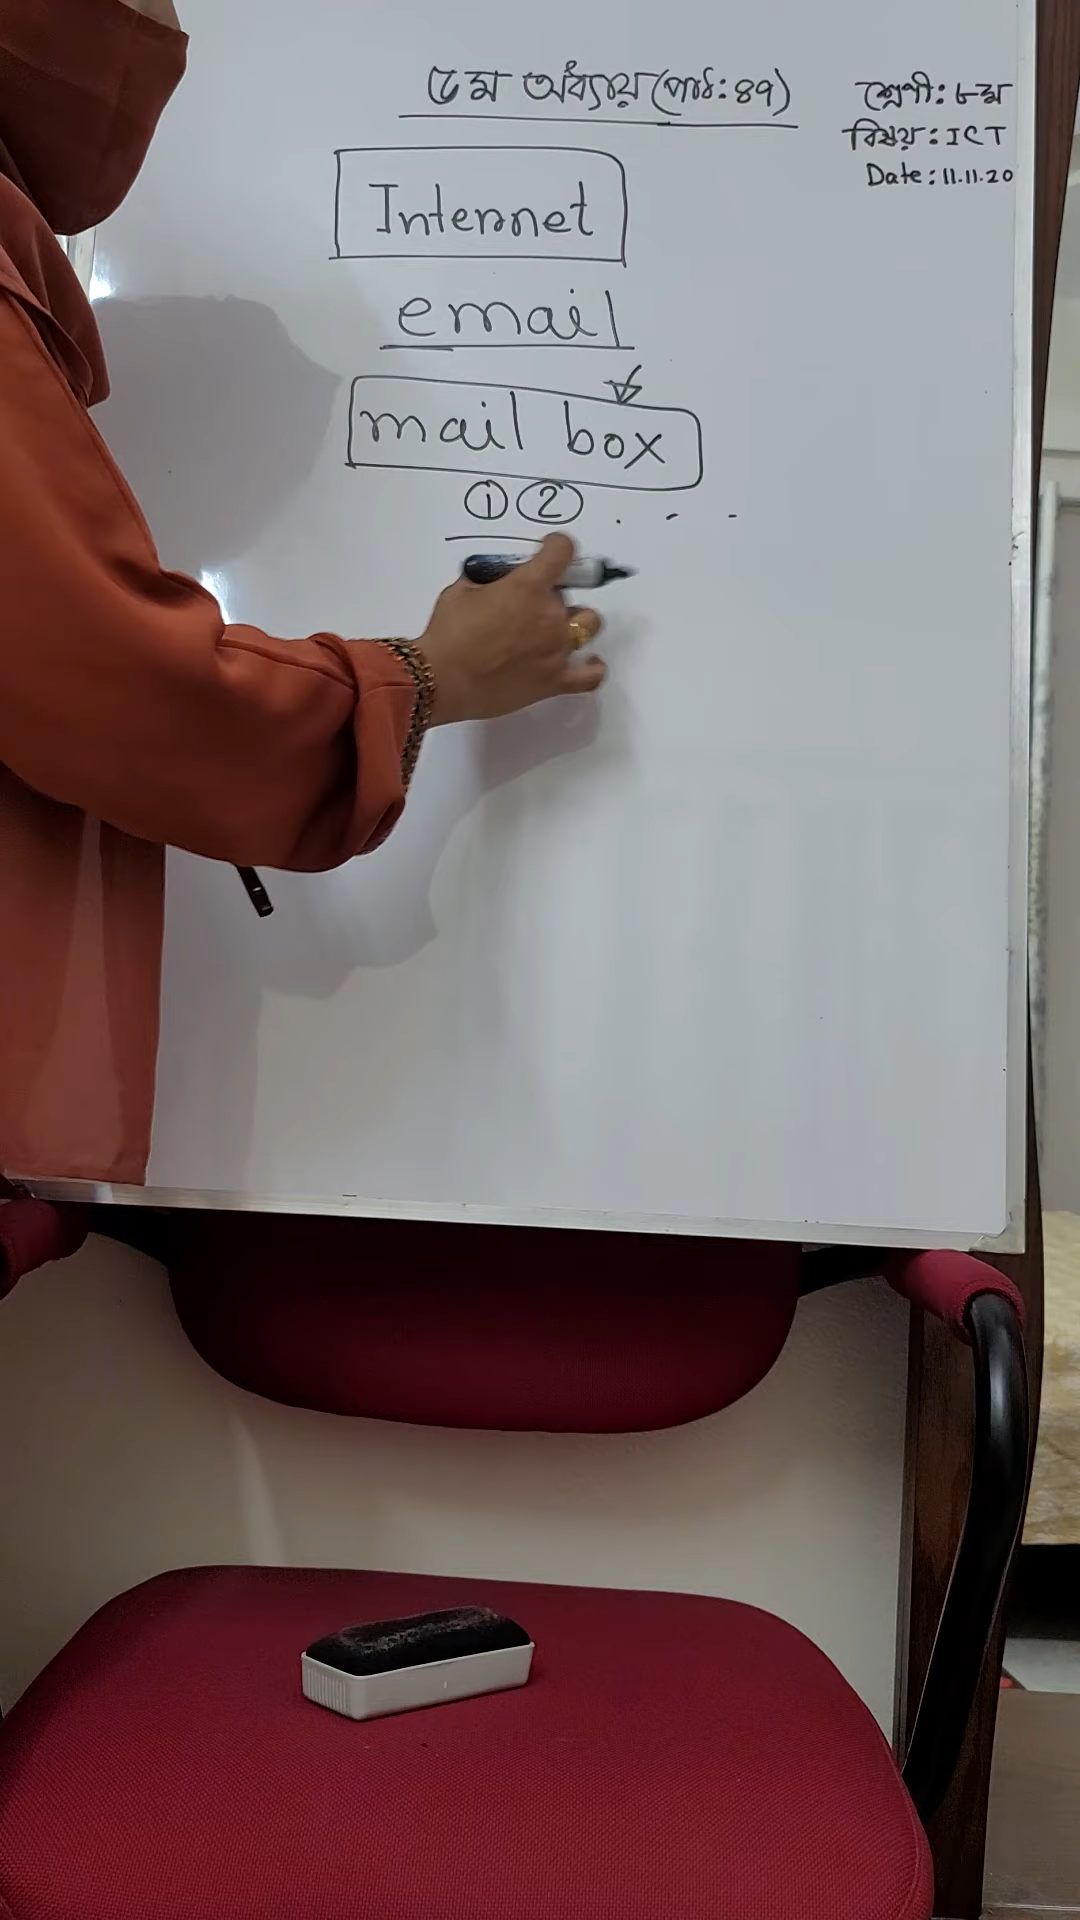 ৫ম অধ্যায় (পাঠ: ৪৭)
শ্রেণী: ৮ম
বিষয়: ICT
Date: 11.11.20
Internet
email
mail box
① ② . - -